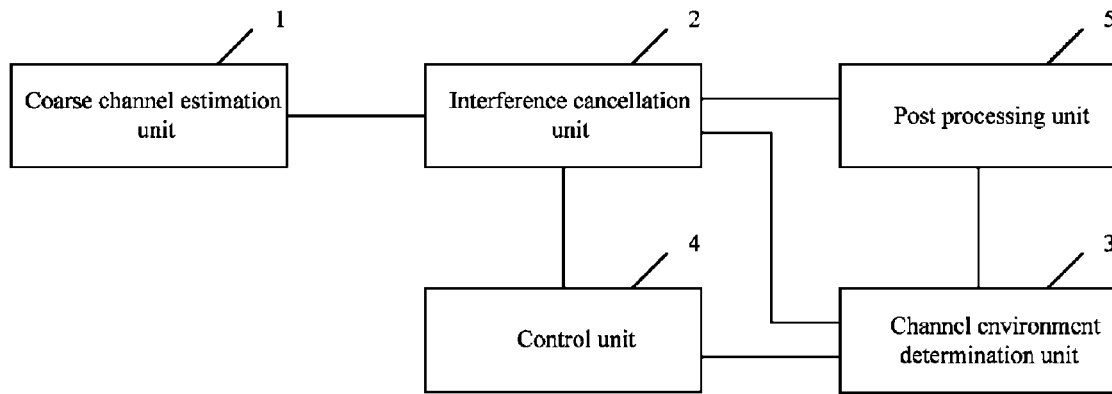 1
2
5
Coarse channel estimation
unit
Interference cancellation
unit
Post processing unit
4
3
Control unit
Channel environment
determination unit